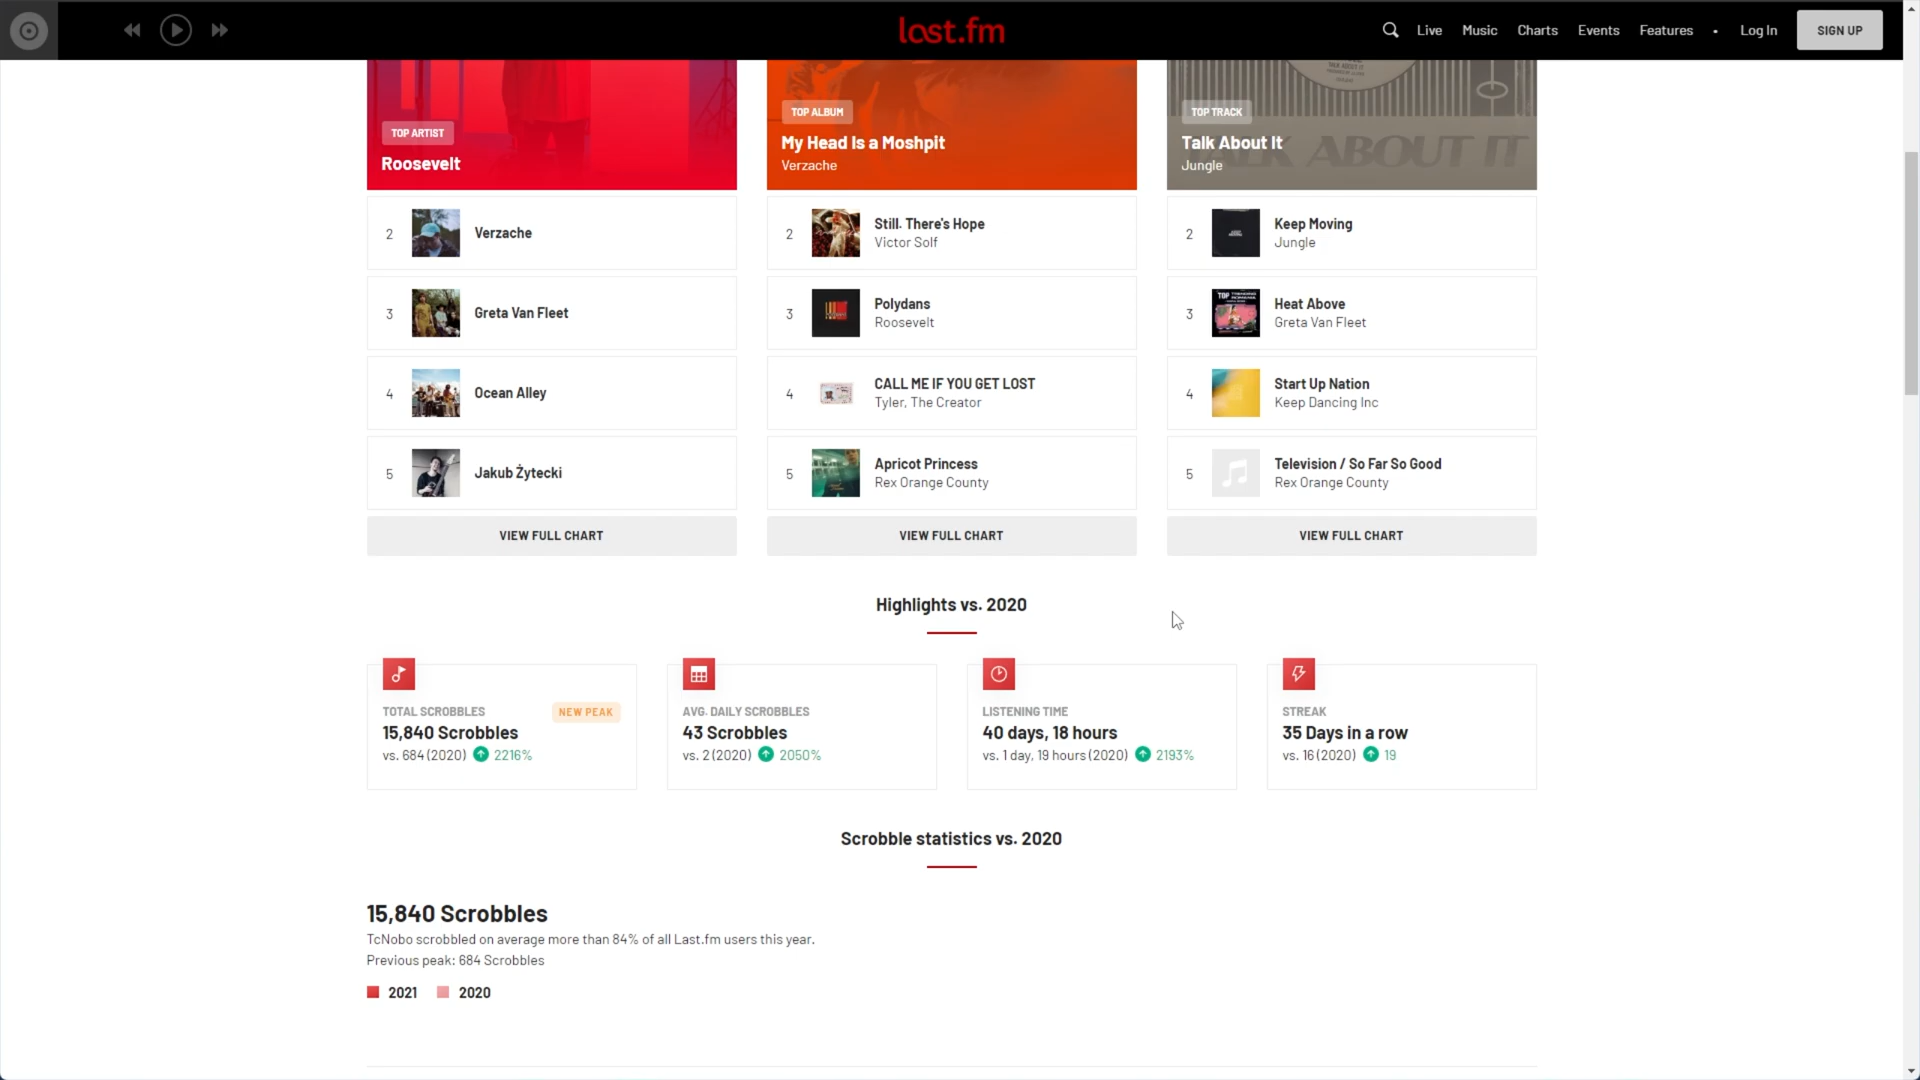 last.fm
Live
Music
Charts
Events
Features
Log In
SIGN UP
TOP ARTIST
Roosevelt
2
Verzache
3
Greta Van Fleet
4
Ocean Alley
5
Jakub Żytecki
VIEW FULL CHART
TOP ALBUM
My Head Is a Moshpit
Verzache
2
Still. There's Hope
Victor Solf
3
Polydans
Roosevelt
4
CALL ME IF YOU GET LOST
Tyler, The Creator
5
Apricot Princess
Rex Orange County
VIEW FULL CHART
TALK ABOUT IT
TOP TRACK
Talk About It
Jungle
2
Keep Moving
Jungle
3
Heat Above
Greta Van Fleet
4
Start Up Nation
Keep Dancing Inc
5
Television / So Far So Good
Rex Orange County
VIEW FULL CHART
Highlights vs. 2020
TOTAL SCROBBLES
NEW PEAK
15,840 Scrobbles
vs. 684 (2020) 2216%
AVG. DAILY SCROBBLES
43 Scrobbles
vs. 2 (2020) 2050%
LISTENING TIME
40 days, 18 hours
vs. 1 day, 19 hours (2020) 2193%
STREAK
35 Days in a row
vs. 16 (2020) 19
Scrobble statistics vs. 2020
15,840 Scrobbles
TcNobo scrobbled on average more than 84% of all Last.fm users this year.
Previous peak: 684 Scrobbles
2021
2020